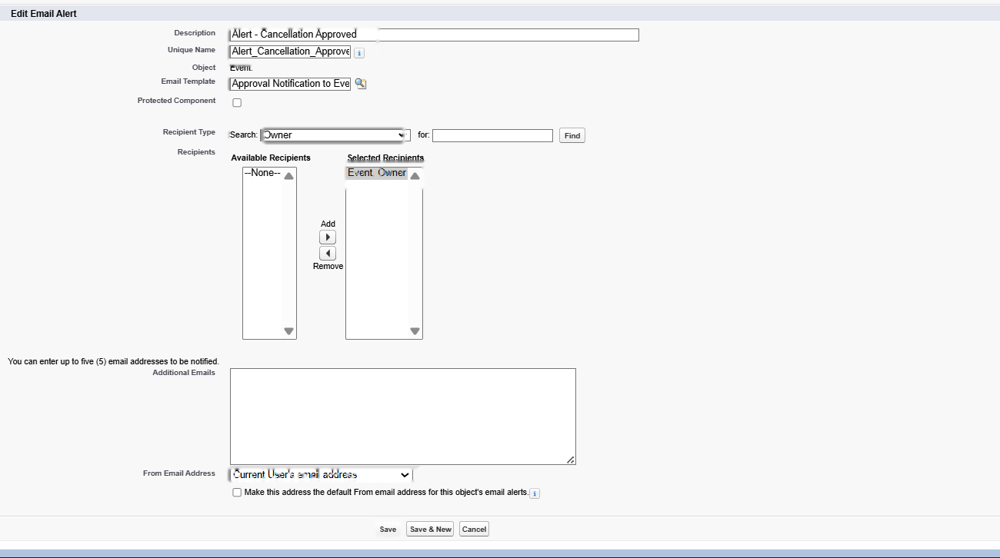 Edit Email Alert
Description Alert - Cancellation Approved
Unique Name Alert_Cancellation_Approve
Object Event
Email Template Approval Notification to Eve
Protected Component
Recipient Type Search: Owner for: Find
Recipients
Available Recipients Selected Recipients
--None-- Event Owner
Add
Remove
You can enter up to five (5) email addresses to be notified.
Additional Emails
From Email Address Current User's email address
Make this address the default From email address for this object's email alerts.
Save Save & New Cancel